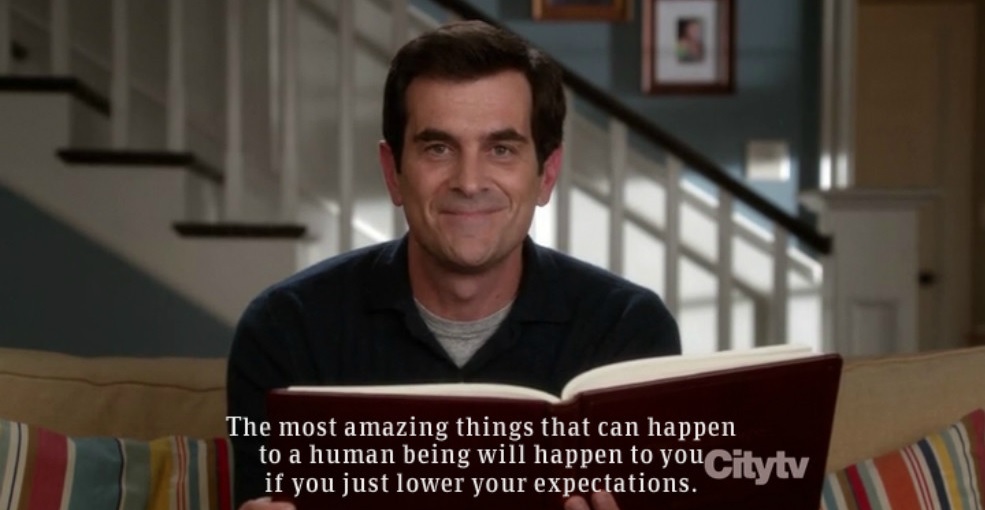 The most amazing things that can happen
to a human being will happen to you
if you just lower your expectations.
Citytv